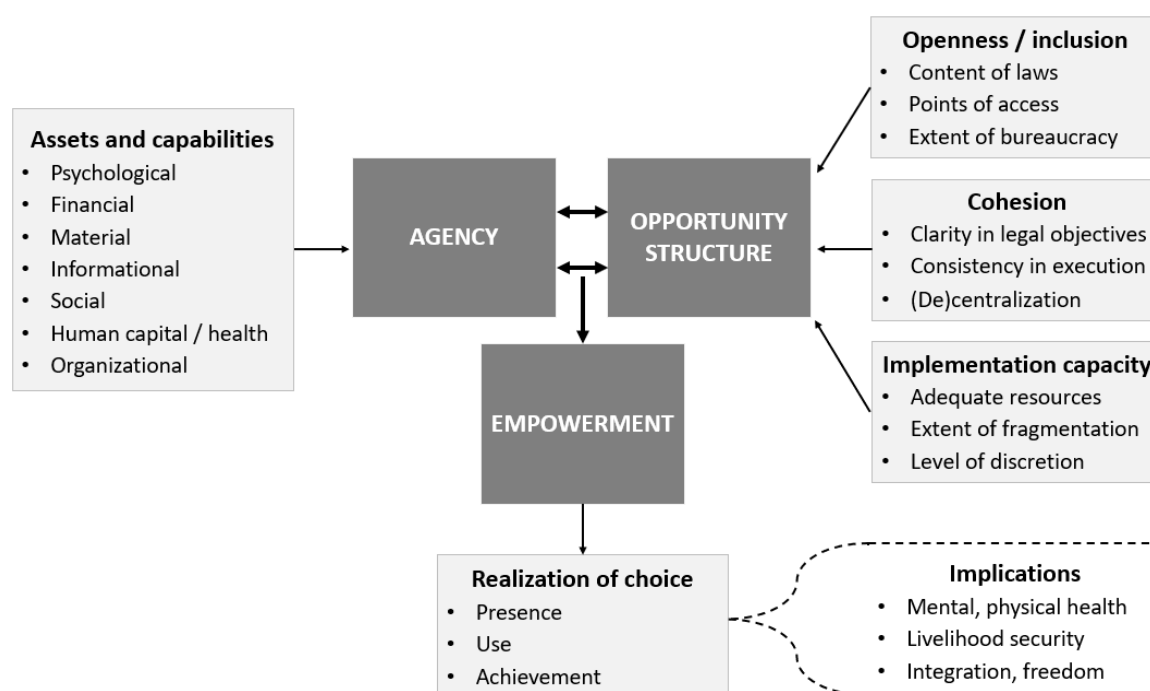 Assets and capabilities
• Psychological
• Financial
• Material
• Informational
• Social
• Human capital / health
• Organizational
AGENCY
OPPORTUNITY
STRUCTURE
EMPOWERMENT
Openness / inclusion
• Content of laws
• Points of access
• Extent of bureaucracy
Cohesion
• Clarity in legal objectives
• Consistency in execution
• (De)centralization
Implementation capacity
• Adequate resources
• Extent of fragmentation
• Level of discretion
Realization of choice
• Presence
• Use
• Achievement
Implications
• Mental, physical health
• Livelihood security
• Integration, freedom